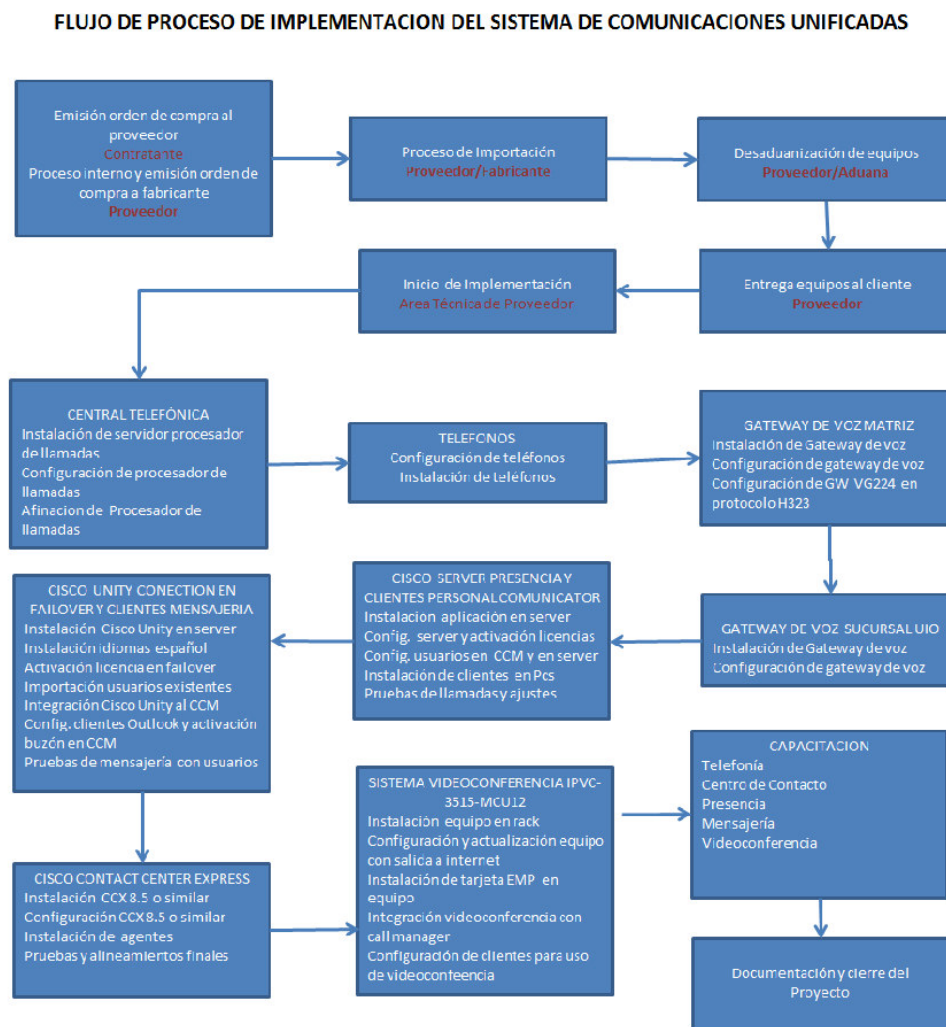 FLUJO DE PROCESO DE IMPLEMENTACION DEL SISTEMA DE COMUNICACIONES UNIFICADAS
Emisión orden de compra al
proveedor
Contratante
Proceso interno y emisión orden de
compra a fabricante
Proveedor
Proceso de Importación
Proveedor/Fabricante
Desaduanización de equipos
Proveedor/Aduana
Entrega equipos al cliente
Proveedor
Inicio de Implementación
Area Técnica de Proveedor
CENTRAL TELEFÓNICA
Instalación de servidor procesador
de llamadas
Configuración de procesador de
llamadas
Afinacion de Procesador de
llamadas
TELEFONOS
Configuración de teléfonos
Instalación de teléfonos
GATEWAY DE VOZ MATRIZ
Instalación de Gateway de voz
Configuración de gateway de voz
Configuración de GW VG224 en
protocolo H323
GATEWAY DE VOZ SUCURSAL UIO
Instalación de Gateway de voz
Configuración de gateway de voz
CISCO SERVER PRESENCIA Y
CLIENTES PERSONAL COMUNICATOR
Instalacion aplicación en server
Config. server y activación licencias
Config. usuarios en CCM y en server
Instalación de clientes en Pcs
Pruebas de llamadas y ajustes
CISCO UNITY CONECTION EN
FAILOVER Y CLIENTES MENSAJERIA
Instalación Cisco Unity en server
Instalación idiomas español
Activación licencia en failover
Importación usuarios existentes
Integración Cisco Unity al CCM
Config. clientes Outlook y activación
buzón en CCM
Pruebas de mensajería con usuarios
CISCO CONTACT CENTER EXPRESS
Instalación CCX 8.5 o similar
Configuración CCX 8.5 o similar
Instalación de agentes
Pruebas y alineamientos finales
SISTEMA VIDEOCONFERENCIA IPVC-
3515-MCU12
Instalación equipo en rack
Configuración y actualización equipo
con salica a internet
Instalación de tarjeta EMP en
equipo
Integración videoconferencia con
call manager
Configuración de clientes para uso
de videoconfeencia
CAPACITACION
Telefonía
Centro de Contacto
Presencia
Mensajería
Videoconferencia
Documentación y cierre del
Proyecto